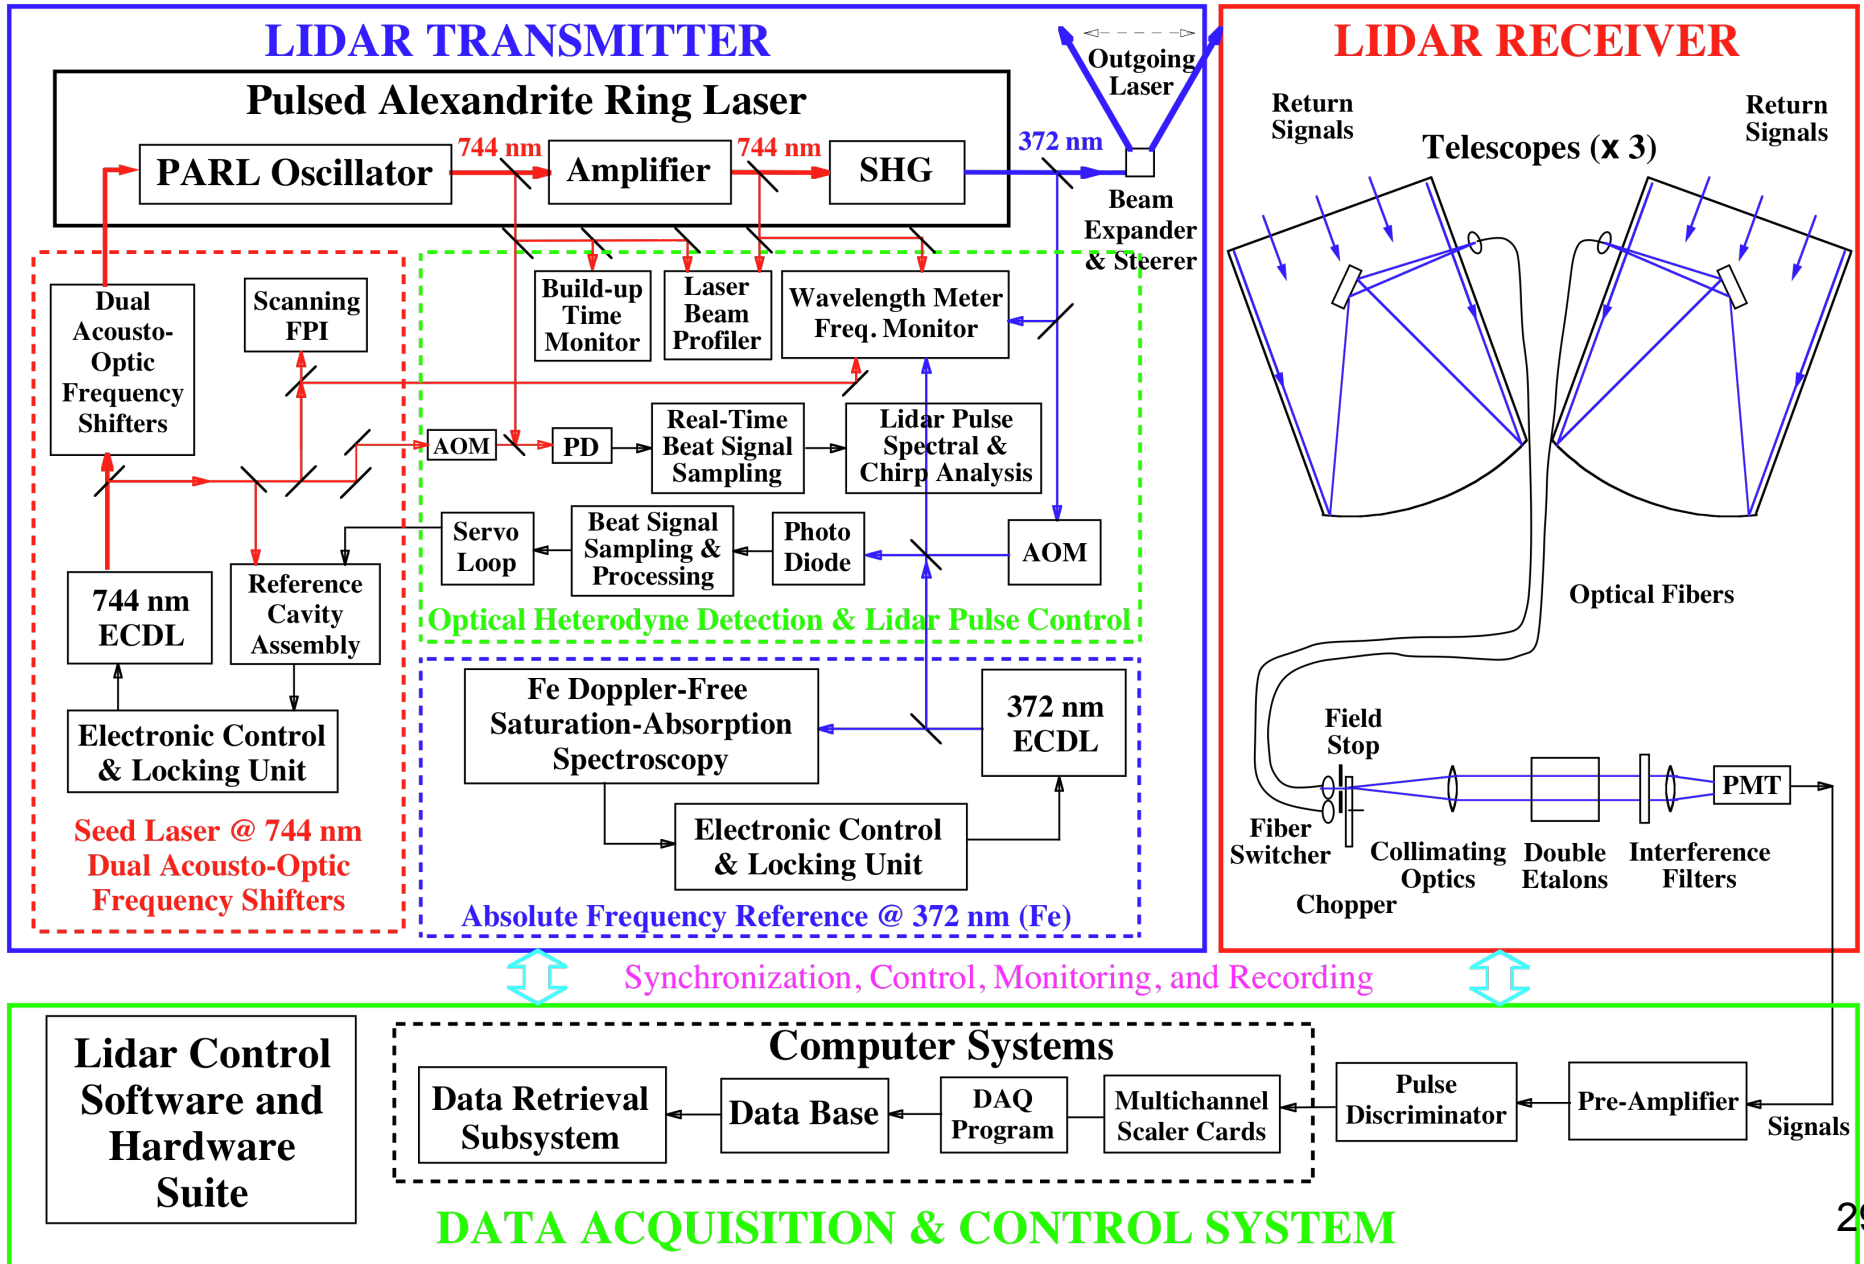 LIDAR TRANSMITTER
Pulsed Alexandrite Ring Laser
PARL Oscillator
744 nm
Amplifier
744 nm
SHG
372 nm
Outgoing
Laser
Beam
Expander
& Steerer
Dual
Acousto-
Optic
Frequency
Shifters
Scanning
FPI
Build-up
Time
Monitor
Laser
Beam
Profiler
Wavelength Meter
Freq. Monitor
AOM
PD
Real-Time
Beat Signal
Sampling
Lidar Pulse
Spectral &
Chirp Analysis
Servo
Loop
Beat Signal
Sampling &
Processing
Photo
Diode
AOM
Optical Heterodyne Detection & Lidar Pulse Control
744 nm
ECDL
Reference
Cavity
Assembly
Electronic Control
& Locking Unit
Seed Laser @ 744 nm
Dual Acousto-Optic
Frequency Shifters
Fe Doppler-Free
Saturation-Absorption
Spectroscopy
372 nm
ECDL
Electronic Control
& Locking Unit
Absolute Frequency Reference @ 372 nm (Fe)
LIDAR RECEIVER
Return
Signals
Return
Signals
Telescopes (x 3)
Optical Fibers
Field
Stop
PMT
Fiber
Switcher
Chopper
Collimating
Optics
Double
Etalons
Interference
Filters
Synchronization, Control, Monitoring, and Recording
Lidar Control
Software and
Hardware
Suite
Computer Systems
Data Retrieval
Subsystem
Data Base
DAQ
Program
Multichannel
Scaler Cards
Pulse
Discriminator
Pre-Amplifier
Signals
DATA ACQUISITION & CONTROL SYSTEM
29